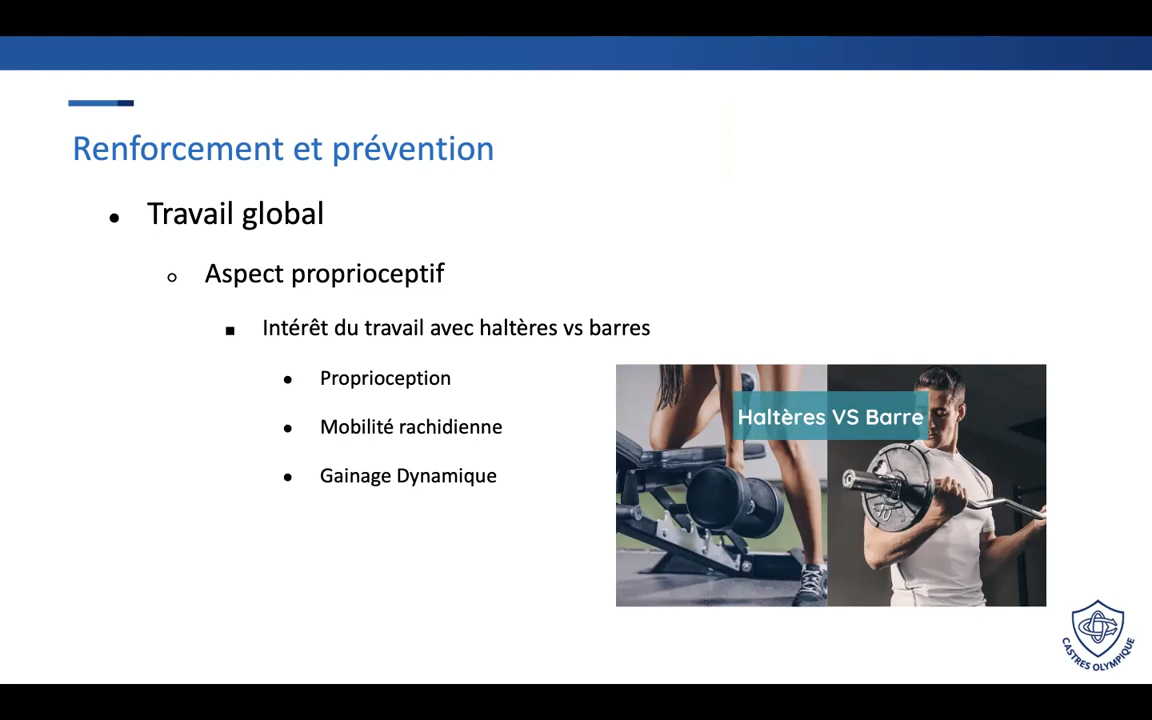 Renforcement et prévention
Travail global
Aspect proprioceptif
Intérêt du travail avec haltères vs barres
Proprioception
Mobilité rachidienne
Gainage Dynamique
Haltères VS Barre
CASTRES OLYMPIQUE